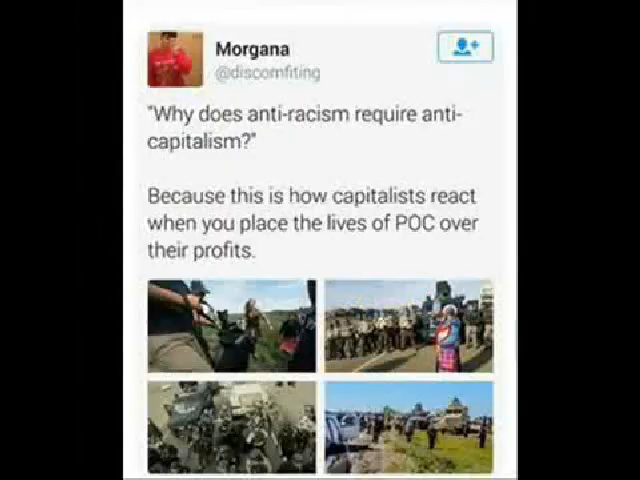 Morgana
@discomfiting
"Why does anti-racism require anti-
capitalism?"
Because this is how capitalists react
when you place the lives of POC over
their profits.